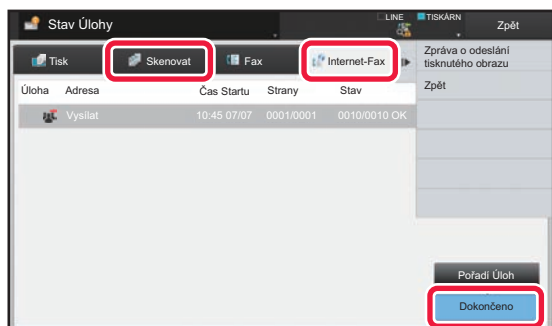 Stav Úlohy
LINE
TISKÁRN
Zpět
Tisk
Skenovat
Fax
Internet-Fax
Zpráva o odeslání
tisknutého obrazu
Zpět
Úloha Adresa Čas Startu Strany Stav
Vysílat 10:45 07/07 0001/0001 0010/0010 OK
Pořadí Úloh
Dokončeno